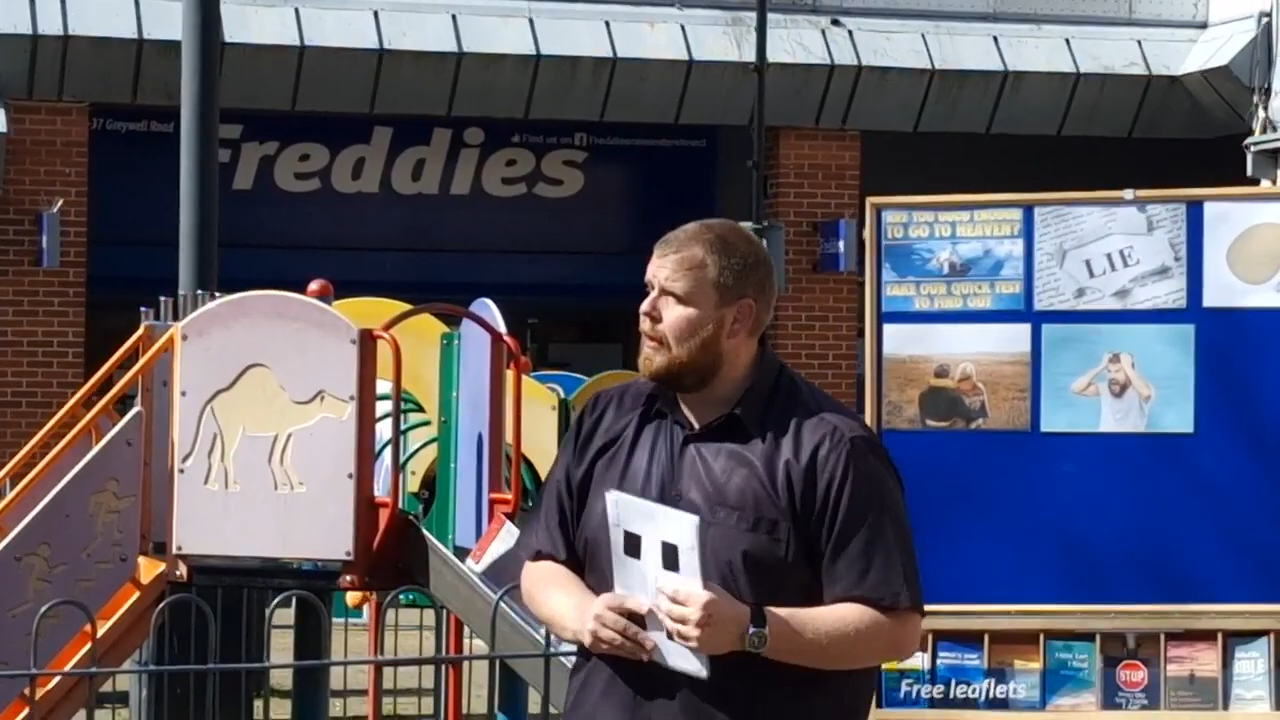 37 Greywell Road
Find us on
Freddies
ARE YOU GOOD ENOUGH
TO GO TO HEAVEN?
TAKE OUR QUICK TEST
TO FIND OUT
LIE
Free leaflets
STOP
BIBLE